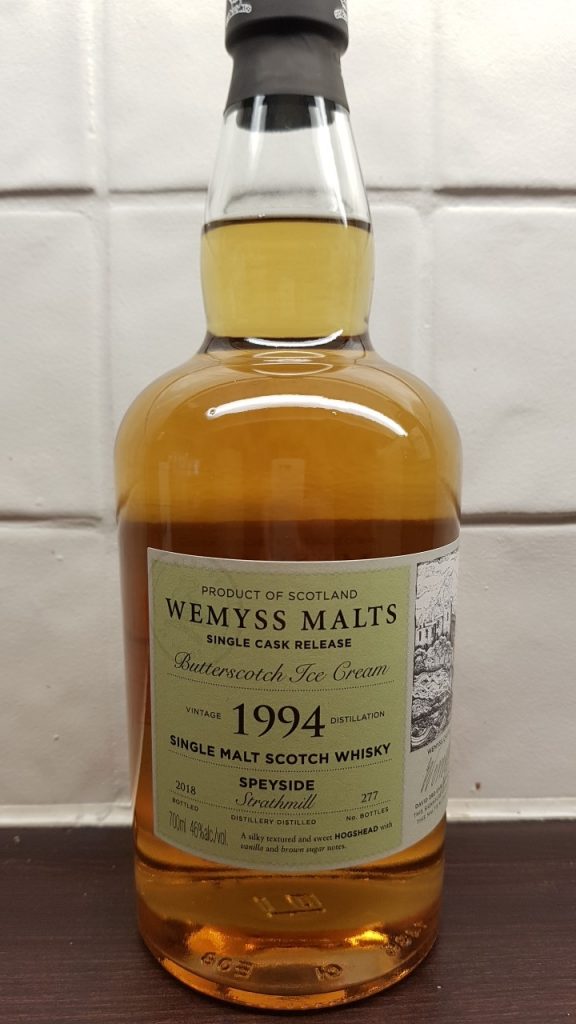 PRODUCT OF SCOTLAND
WEMYSS MALTS
SINGLE CASK RELEASE
Butterscotch Ice Cream
VINTAGE 1994 DISTILLATION
SINGLE MALT SCOTCH WHISKY
SPEYSIDE
2018 Strathmill 277
BOTTLED DISTILLERY DISTILLED No. BOTTLES
700ml 46%alc/vol.
A silky textured and sweet HOGSHEAD with
vanilla and brown sugar notes.